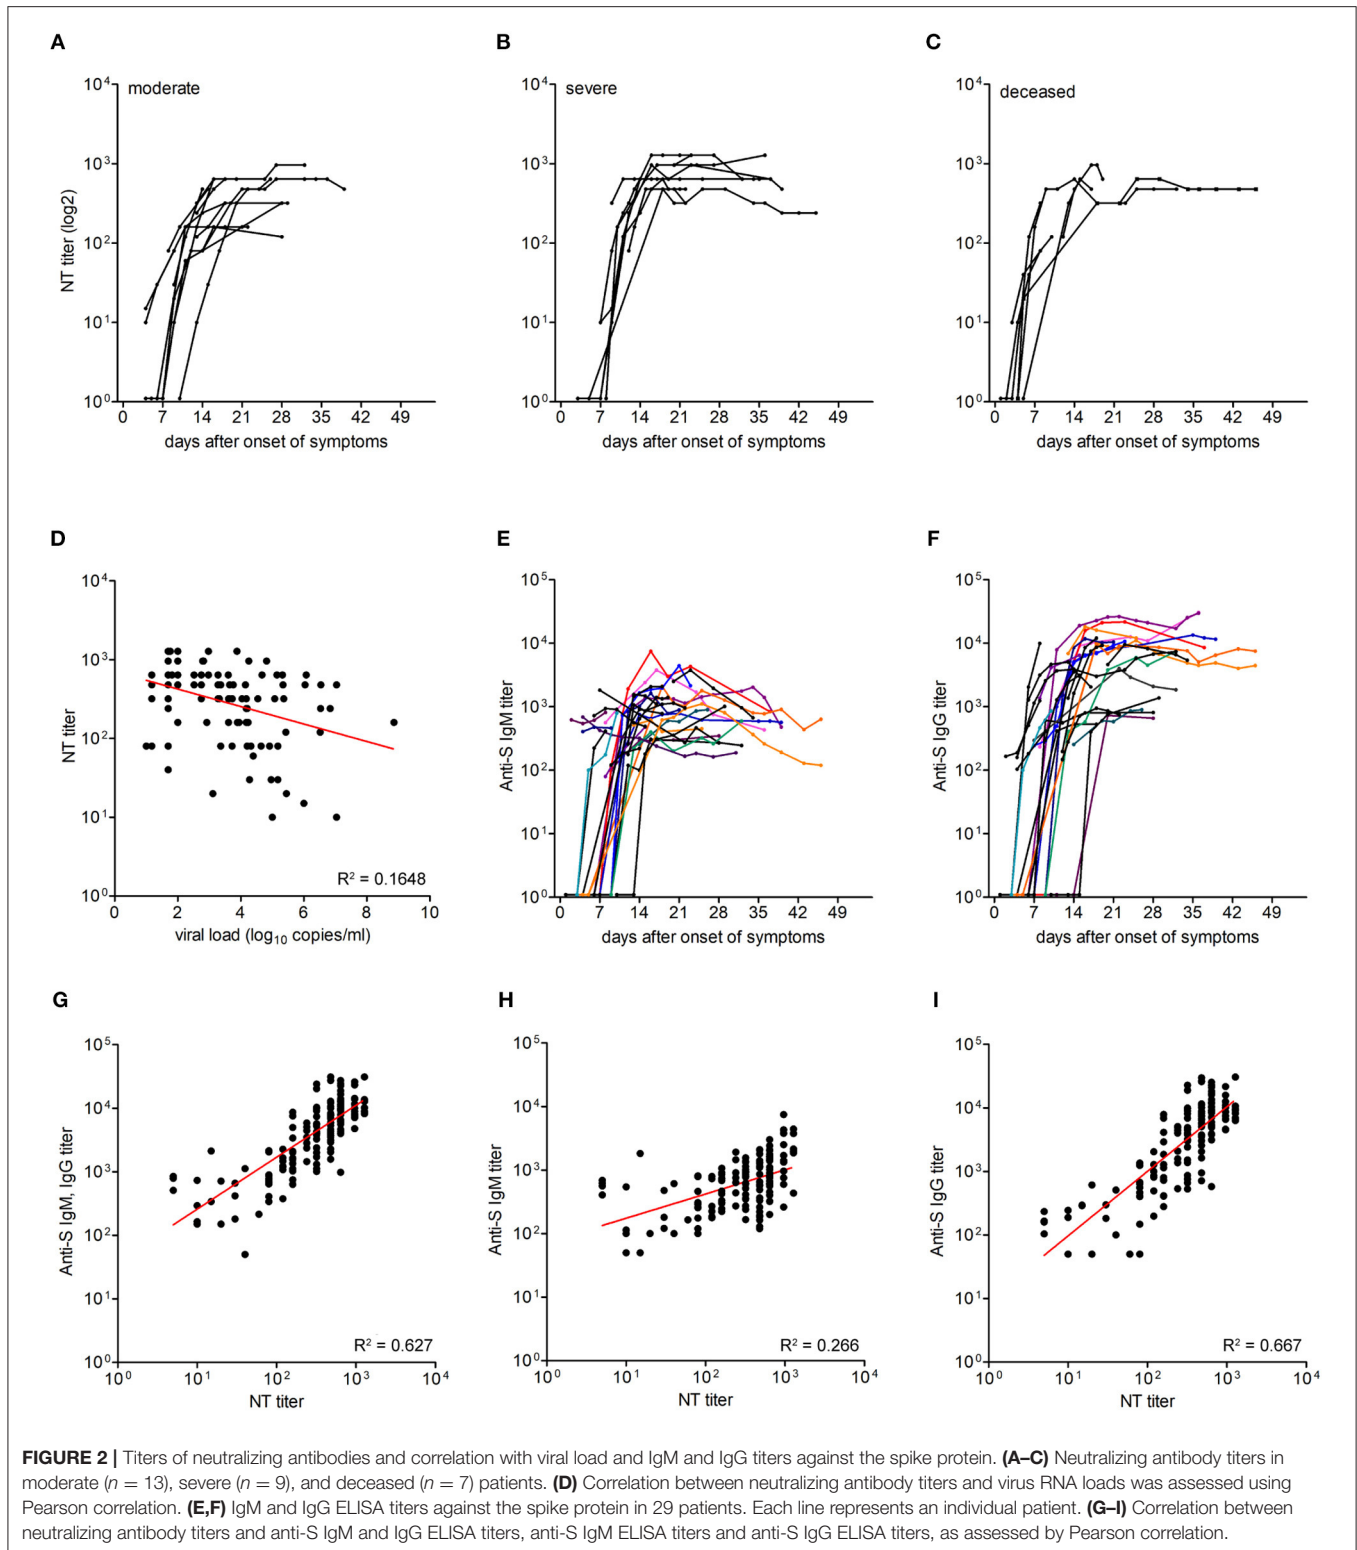 A
B
C
10⁴
10³
10²
10¹
10⁰
NT titer (log2)
moderate
0 7 14 21 28 35 42 49
days after onset of symptoms
10⁴
10³
10²
10¹
10⁰
severe
0 7 14 21 28 35 42 49
days after onset of symptoms
10⁴
10³
10²
10¹
10⁰
deceased
0 7 14 21 28 35 42 49
days after onset of symptoms
D
E
F
10⁴
10³
10²
10¹
10⁰
NT titer
R² = 0.1648
0 2 4 6 8 10
viral load (log₁₀ copies/ml)
10⁵
10⁴
10³
10²
10¹
10⁰
Anti-S IgM titer
0 7 14 21 28 35 42 49
days after onset of symptoms
10⁵
10⁴
10³
10²
10¹
10⁰
Anti-S IgG titer
0 7 14 21 28 35 42 49
days after onset of symptoms
G
H
I
10⁵
10⁴
10³
10²
10¹
10⁰
Anti-S IgM, IgG titer
R² = 0.627
10⁰ 10¹ 10² 10³ 10⁴
NT titer
10⁵
10⁴
10³
10²
10¹
10⁰
Anti-S IgM titer
R² = 0.266
10⁰ 10¹ 10² 10³ 10⁴
NT titer
10⁵
10⁴
10³
10²
10¹
10⁰
Anti-S IgG titer
R² = 0.667
10⁰ 10¹ 10² 10³ 10⁴
NT titer
FIGURE 2 | Titers of neutralizing antibodies and correlation with viral load and IgM and IgG titers against the spike protein. (A–C) Neutralizing antibody titers in
moderate (n = 13), severe (n = 9), and deceased (n = 7) patients. (D) Correlation between neutralizing antibody titers and virus RNA loads was assessed using
Pearson correlation. (E,F) IgM and IgG ELISA titers against the spike protein in 29 patients. Each line represents an individual patient. (G–I) Correlation between
neutralizing antibody titers and anti-S IgM and IgG ELISA titers, anti-S IgM ELISA titers and anti-S IgG ELISA titers, as assessed by Pearson correlation.